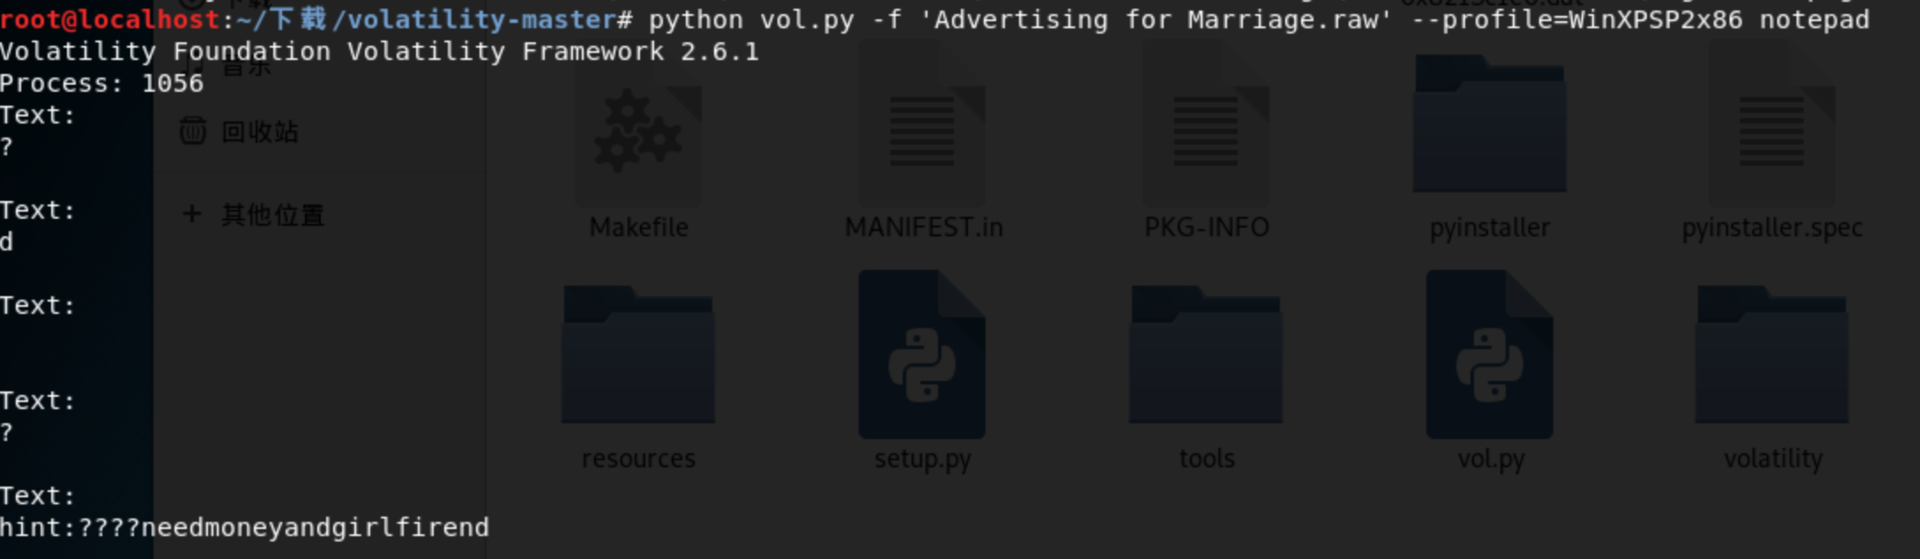 root@localhost:~/下载/volatility-master# python vol.py -f 'Advertising for Marriage.raw' --profile=WinXPSP2x86 notepad
Volatility Foundation Volatility Framework 2.6.1
音乐
Process: 1056
Text:
?
回收站
Text:
d
其他位置
Makefile
MANIFEST.in
PKG-INFO
pyinstaller
pyinstaller.spec
Text:
Text:
?
resources
setup.py
tools
vol.py
volatility
Text:
hint:????needmoneyandgirlfirend